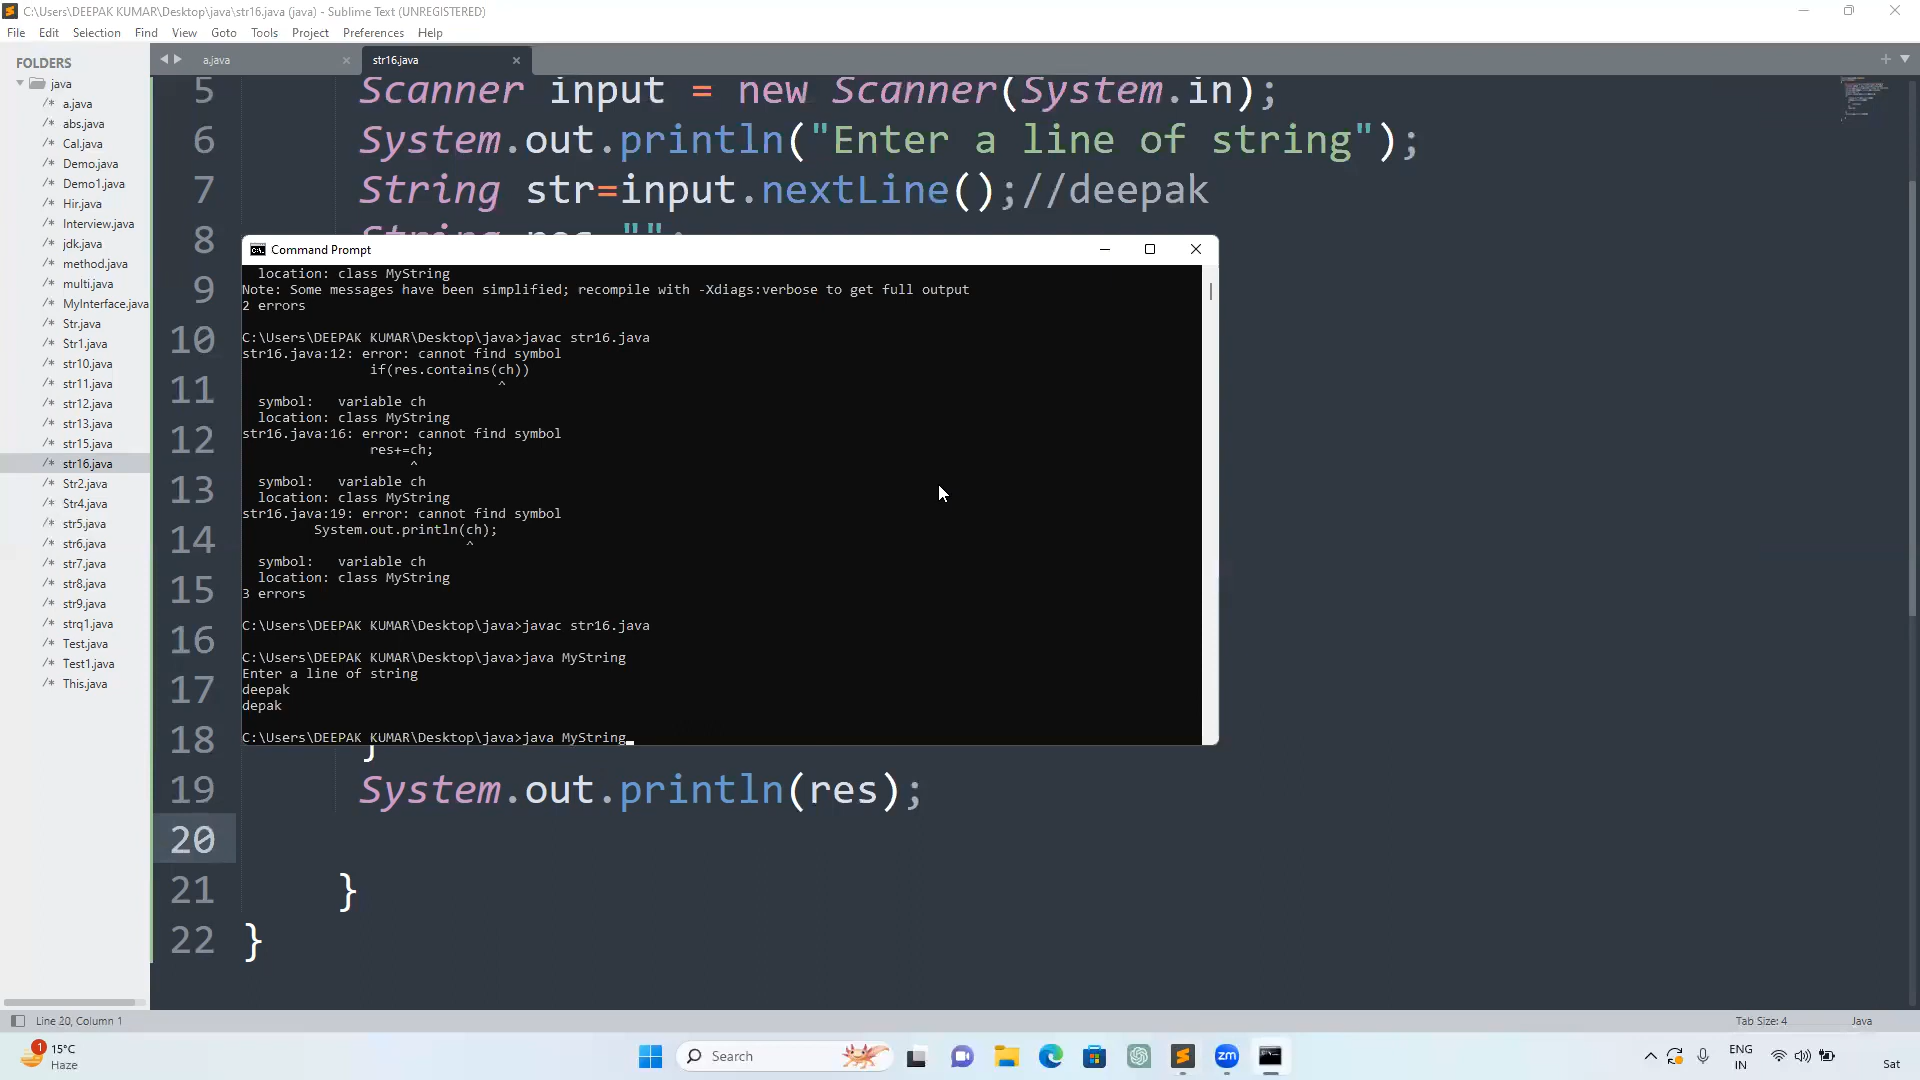 C:\Users\DEEPAK KUMAR\Desktop\java\str16.java (java) - Sublime Text (UNREGISTERED)
File Edit Selection Find View Goto Tools Project Preferences Help
FOLDERS
java
a.java
abs.java
Cal.java
Demo.java
Demo1.java
Hir.java
Interview.java
jdk.java
method.java
multi.java
MyInterface.java
Str.java
Str1.java
str10.java
str11.java
str12.java
str13.java
str15.java
str16.java
Str2.java
Str4.java
str5.java
str6.java
str7.java
str8.java
str9.java
strq1.java
Test.java
Test1.java
This.java
a.java
str16.java
5 Scanner input = new Scanner(System.in);
6 System.out.println("Enter a line of string");
7 String str=input.nextLine();//deepak
8
9
10
11
12
13
14
15
16
17
18 }
19 System.out.println(res);
20
21 }
22 }
Command Prompt
location: class MyString
Note: Some messages have been simplified; recompile with -Xdiags:verbose to get full output
2 errors
C:\Users\DEEPAK KUMAR\Desktop\java>javac str16.java
str16.java:12: error: cannot find symbol
if(res.contains(ch))
^
symbol: variable ch
location: class MyString
str16.java:16: error: cannot find symbol
res+=ch;
^
symbol: variable ch
location: class MyString
str16.java:19: error: cannot find symbol
System.out.println(ch);
^
symbol: variable ch
location: class MyString
3 errors
C:\Users\DEEPAK KUMAR\Desktop\java>javac str16.java
C:\Users\DEEPAK KUMAR\Desktop\java>java MyString
Enter a line of string
deepak
depak
C:\Users\DEEPAK KUMAR\Desktop\java>java MyString
Line 20, Column 1
Tab Size: 4
Java
1
15°C
Haze
Search
zm
ENG
IN
Sat